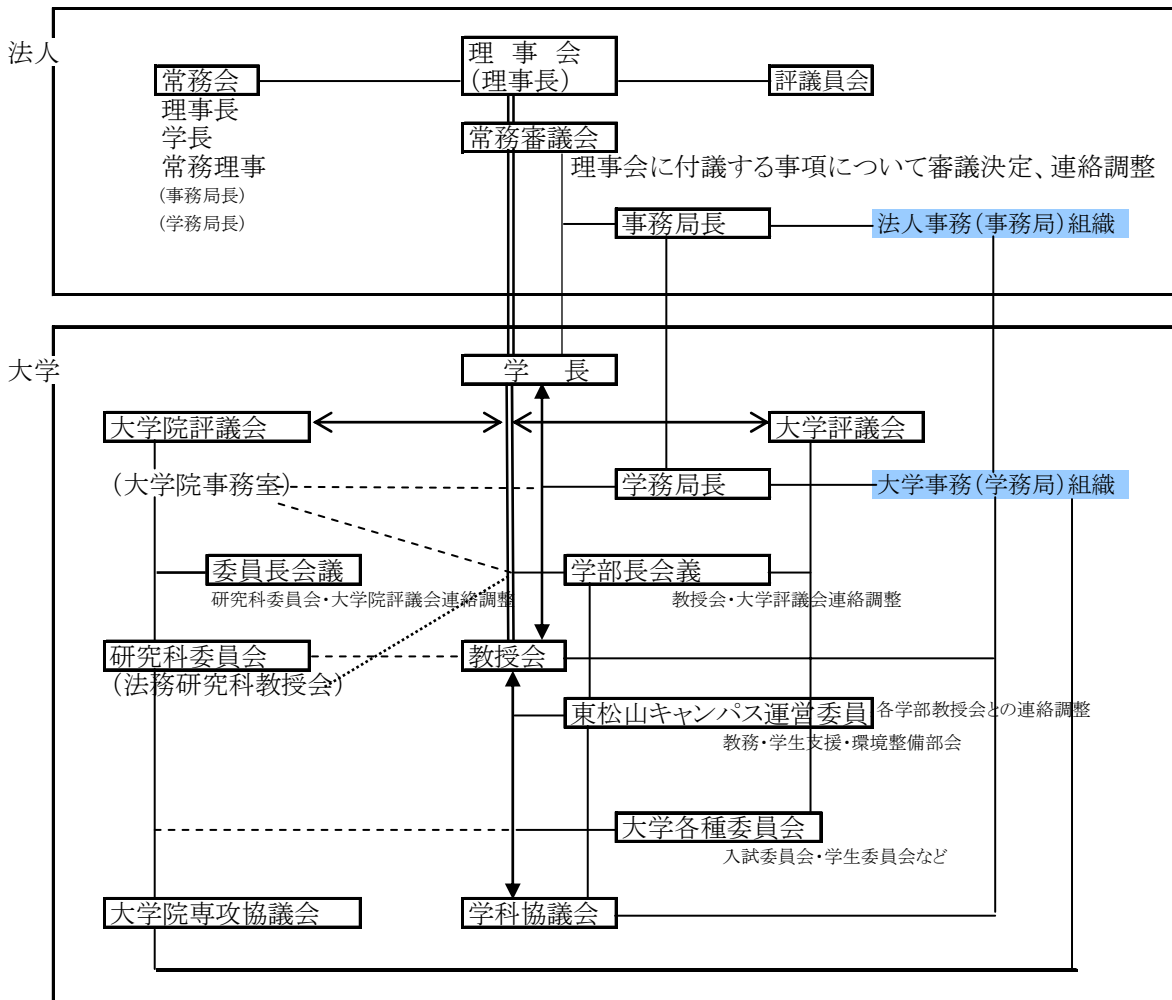 法人
理 事 会
(理事長)
常務会
評議員会
理事長
学長
常務理事
(事務局長)
(学務局長)
常務審議会
理事会に付議する事項について審議決定、連絡調整
事務局長
法人事務(事務局)組織
大学
学 長
大学院評議会
大学評議会
(大学院事務室)
学務局長
大学事務(学務局)組織
委員長会議
学部長会義
研究科委員会・大学院評議会連絡調整
教授会・大学評議会連絡調整
研究科委員会
教授会
(法務研究科教授会)
東松山キャンパス運営委員
各学部教授会との連絡調整
教務・学生支援・環境整備部会
大学各種委員会
入試委員会・学生委員会など
大学院専攻協議会
学科協議会